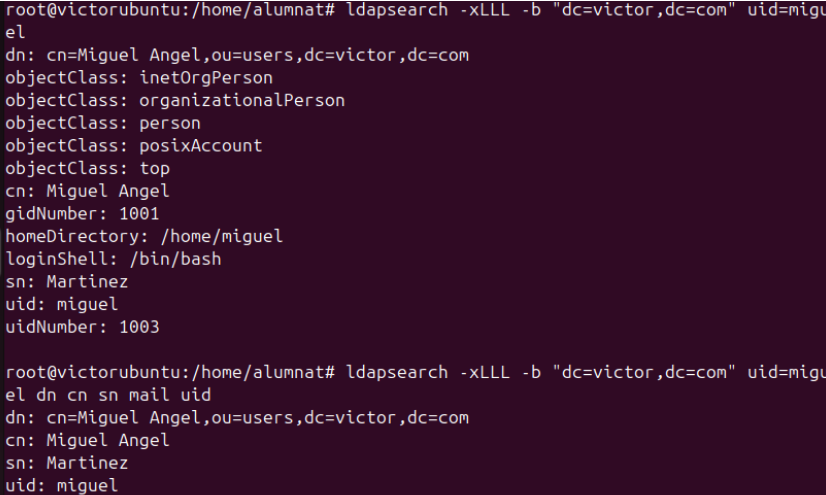 root@victorubuntu:/home/alumnat# ldapsearch -xLLL -b "dc=victor,dc=com" uid=migu
el
dn: cn=Miguel Angel,ou=users,dc=victor,dc=com
objectClass: inetOrgPerson
objectClass: organizationalPerson
objectClass: person
objectClass: posixAccount
objectClass: top
cn: Miguel Angel
gidNumber: 1001
homeDirectory: /home/miguel
loginShell: /bin/bash
sn: Martinez
uid: miguel
uidNumber: 1003
root@victorubuntu:/home/alumnat# ldapsearch -xLLL -b "dc=victor,dc=com" uid=migu
el dn cn sn mail uid
dn: cn=Miguel Angel,ou=users,dc=victor,dc=com
cn: Miguel Angel
sn: Martinez
uid: miguel